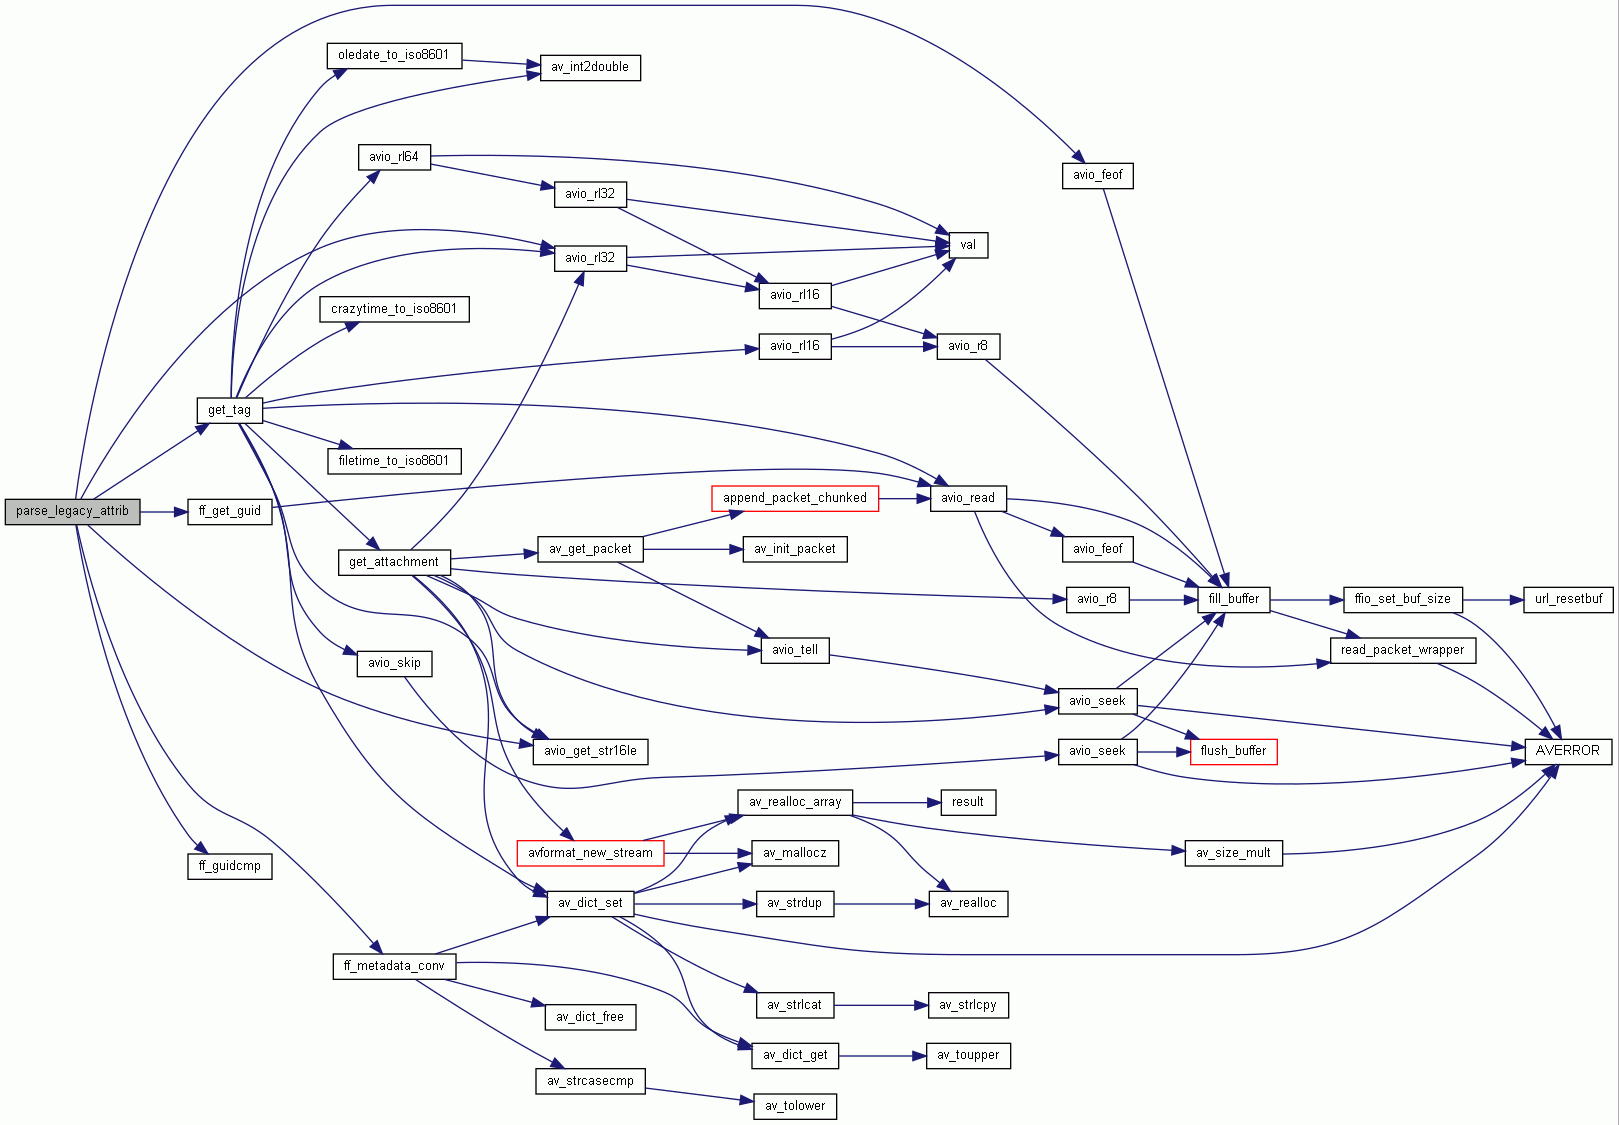 oledate_to_iso8601
av_int2double
avio_rl64
avio_feof
avio_rl32
val
avio_rl32
avio_rl16
crazytime_to_iso8601
avio_rl16
avio_r8
get_tag
filetime_to_iso8601
parse_legacy_attrib
ff_get_guid
append_packet_chunked
avio_read
get_attachment
av_get_packet
av_init_packet
avio_feof
avio_r8
fill_buffer
ffio_set_buf_size
url_resetbuf
avio_skip
avio_tell
read_packet_wrapper
avio_seek
avio_get_str16le
avio_seek
flush_buffer
AVERROR
av_realloc_array
result
ff_guidcmp
avformat_new_stream
av_mallocz
av_size_mult
av_dict_set
av_strdup
av_realloc
ff_metadata_conv
av_dict_free
av_strlcat
av_strlcpy
av_dict_get
av_toupper
av_strcasecmp
av_tolower